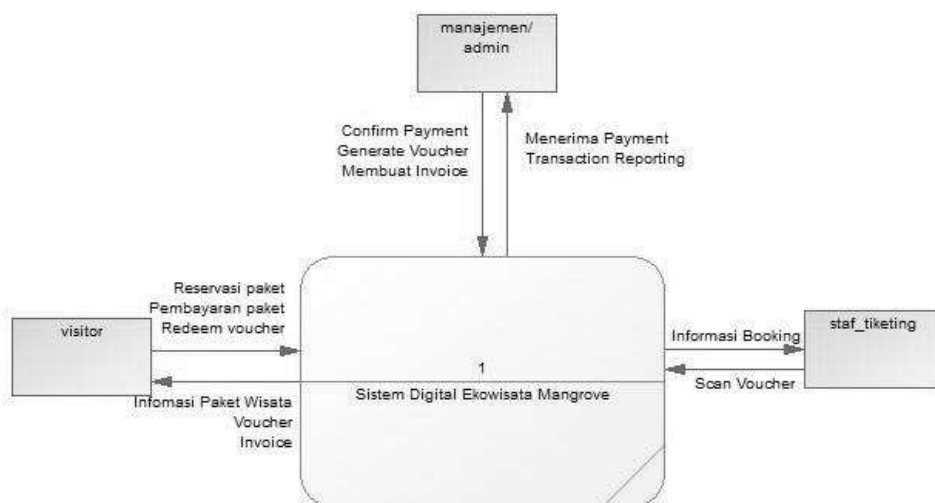 manajemen/
admin
Confirm Payment
Generate Voucher
Membuat Invoice
Menerima Payment
Transaction Reporting
Reservasi paket
Pembayaran paket
Redeem voucher
visitor
Infomasi Paket Wisata
Voucher
Invoice
1
Sistem Digital Ekowisata Mangrove
Informasi Booking
Scan Voucher
staf_tiketing